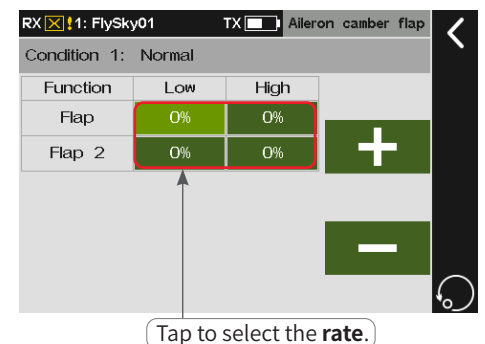 RX !1: FlySky01 TX Aileron camber flap
Condition 1: Normal
Function Low High
Flap 0% 0%
Flap 2 0% 0%
Tap to select the rate.